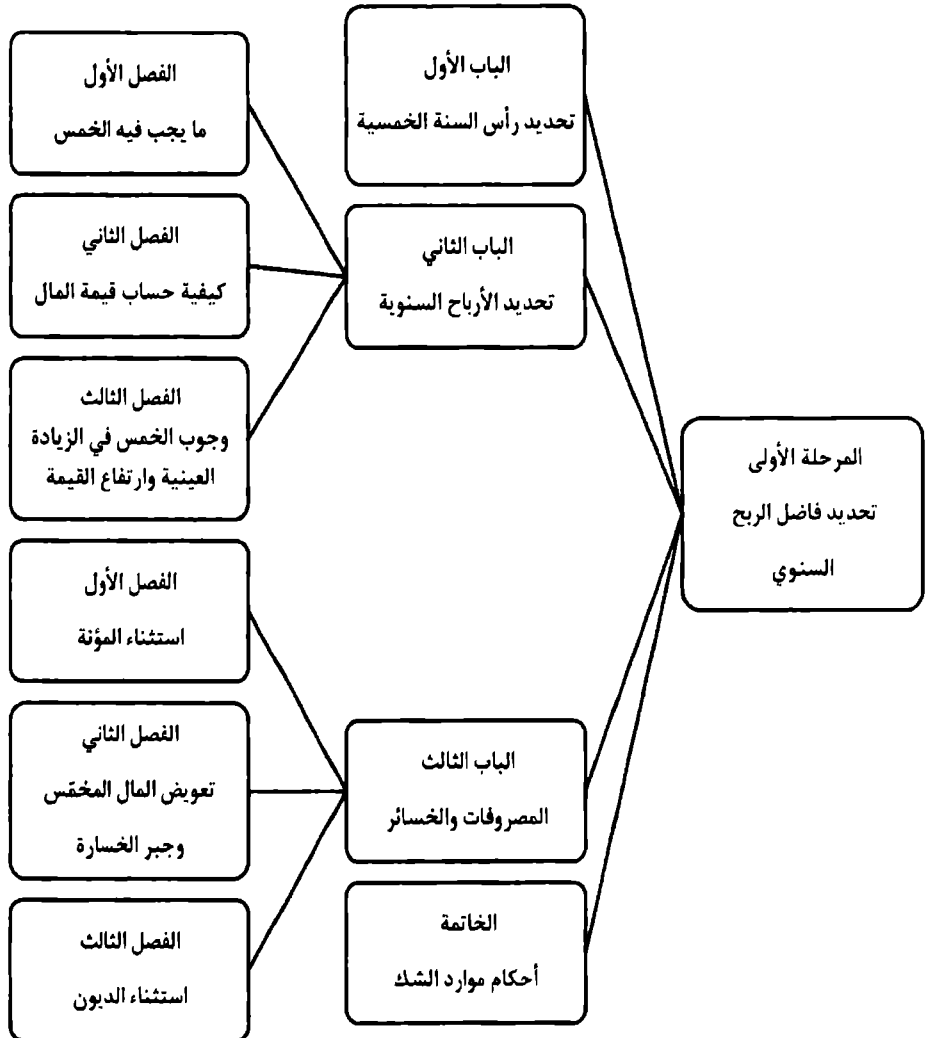 المرحلة الأولى
تحديد فاضل الربح
السنوي
الباب الأول
تحديد رأس السنة الخمسية
الباب الثاني
تحديد الأرباح السنوية
الفصل الأول
ما يجب فيه الخمس
الفصل الثاني
كيفية حساب قيمة المال
الفصل الثالث
وجوب الخمس في الزيادة
العينية وارتفاع القيمة
الباب الثالث
المصروفات والخسائر
الفصل الأول
استثناء المؤنة
الفصل الثاني
تعويض المال المخمّس
وجبر الخسارة
الفصل الثالث
استثناء الديون
الخاتمة
أحكام موارد الشك